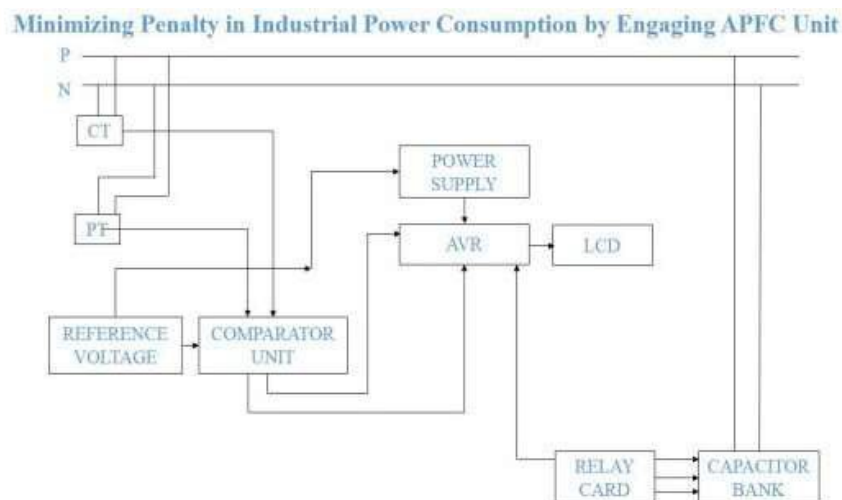 Minimizing Penalty in Industrial Power Consumption by Engaging APFC Unit
P
N
CT
POWER
SUPPLY
PT
AVR
LCD
REFERENCE
VOLTAGE
COMPARATOR
UNIT
RELAY
CARD
CAPACITOR
BANK